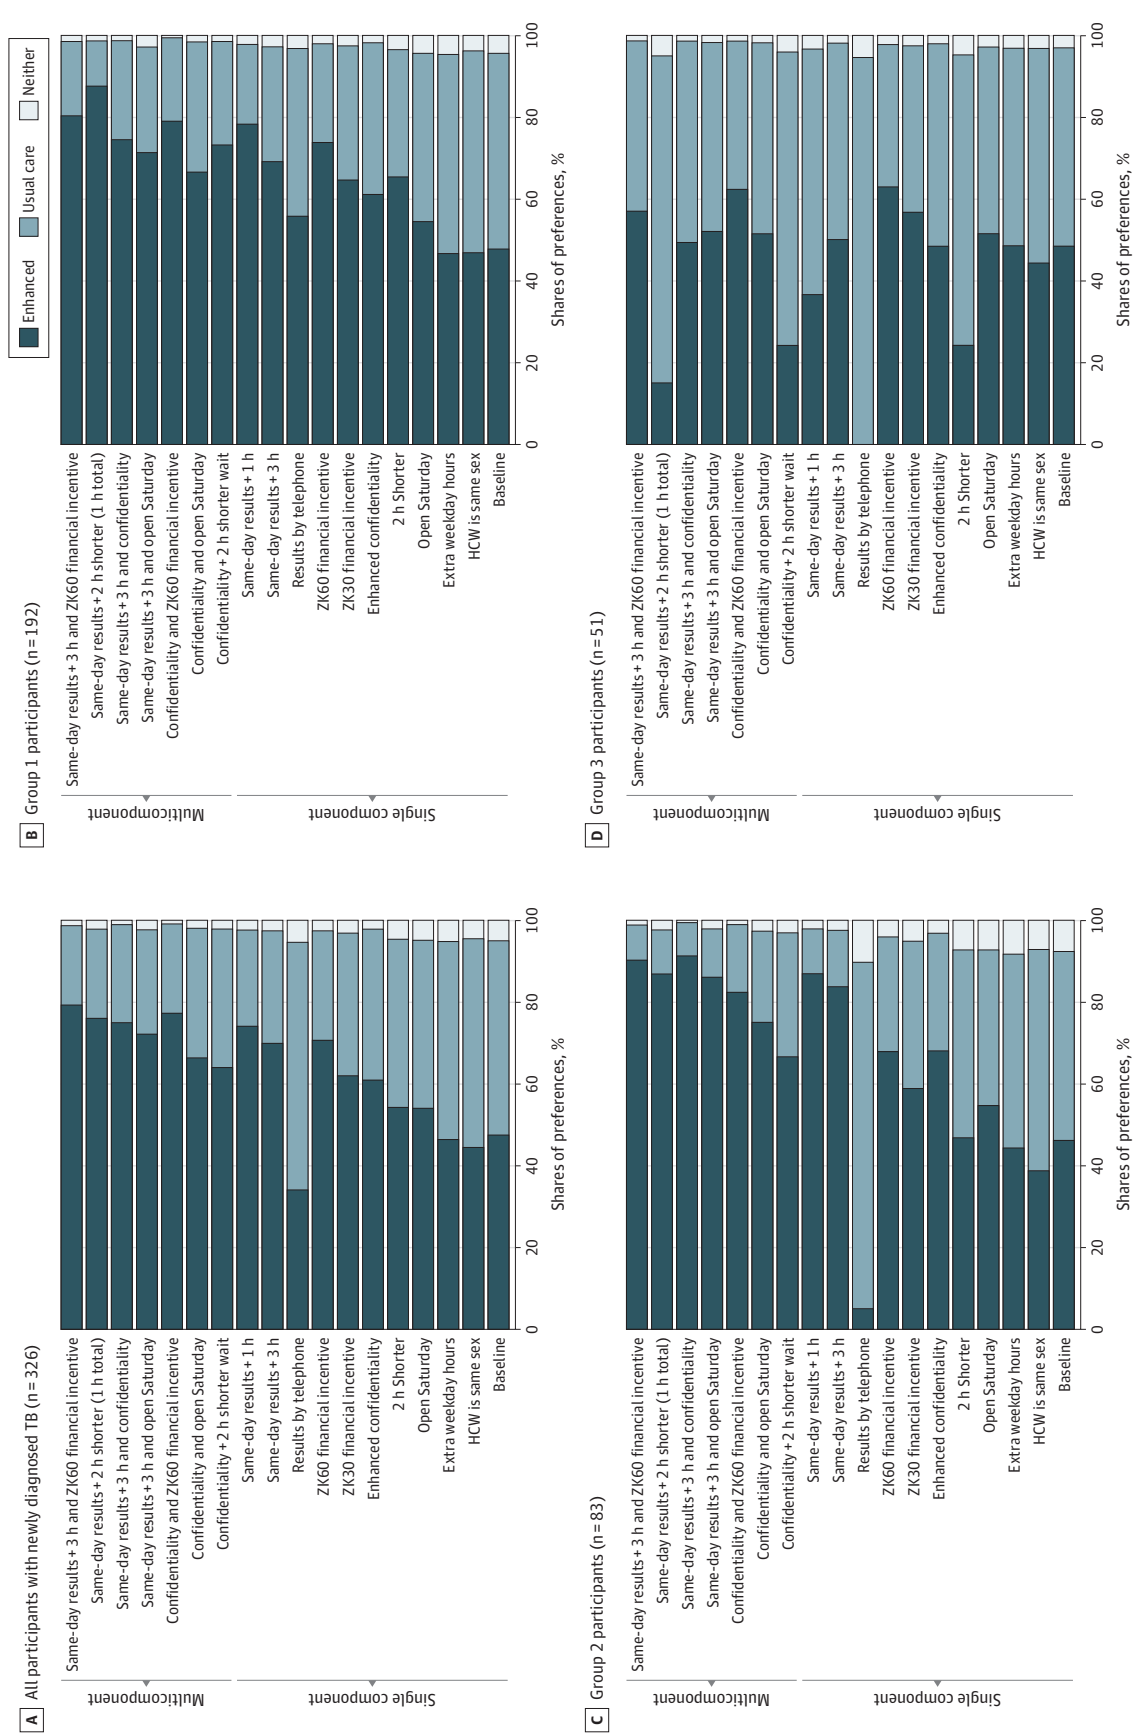 Enhanced
Usual care
Neither
A All participants with newly diagnosed TB (n = 326)
Multicomponent
Same-day results + 3 h and ZK60 financial incentive
Same-day results + 2 h shorter (1 h total)
Same-day results + 3 h and confidentiality
Same-day results + 3 h and open Saturday
Confidentiality and ZK60 financial incentive
Confidentiality and open Saturday
Confidentiality + 2 h shorter wait
Single component
Same-day results + 1 h
Same-day results + 3 h
Results by telephone
ZK60 financial incentive
ZK30 financial incentive
Enhanced confidentiality
2 h Shorter
Open Saturday
Extra weekday hours
HCW is same sex
Baseline
0 20 40 60 80 100
Shares of preferences, %
B Group 1 participants (n = 192)
Multicomponent
Same-day results + 3 h and ZK60 financial incentive
Same-day results + 2 h shorter (1 h total)
Same-day results + 3 h and confidentiality
Same-day results + 3 h and open Saturday
Confidentiality and ZK60 financial incentive
Confidentiality and open Saturday
Confidentiality + 2 h shorter wait
Single component
Same-day results + 1 h
Same-day results + 3 h
Results by telephone
ZK60 financial incentive
ZK30 financial incentive
Enhanced confidentiality
2 h Shorter
Open Saturday
Extra weekday hours
HCW is same sex
Baseline
0 20 40 60 80 100
Shares of preferences, %
C Group 2 participants (n = 83)
Multicomponent
Same-day results + 3 h and ZK60 financial incentive
Same-day results + 2 h shorter (1 h total)
Same-day results + 3 h and confidentiality
Same-day results + 3 h and open Saturday
Confidentiality and ZK60 financial incentive
Confidentiality and open Saturday
Confidentiality + 2 h shorter wait
Single component
Same-day results + 1 h
Same-day results + 3 h
Results by telephone
ZK60 financial incentive
ZK30 financial incentive
Enhanced confidentiality
2 h Shorter
Open Saturday
Extra weekday hours
HCW is same sex
Baseline
0 20 40 60 80 100
Shares of preferences, %
D Group 3 participants (n = 51)
Multicomponent
Same-day results + 3 h and ZK60 financial incentive
Same-day results + 2 h shorter (1 h total)
Same-day results + 3 h and confidentiality
Same-day results + 3 h and open Saturday
Confidentiality and ZK60 financial incentive
Confidentiality and open Saturday
Confidentiality + 2 h shorter wait
Single component
Same-day results + 1 h
Same-day results + 3 h
Results by telephone
ZK60 financial incentive
ZK30 financial incentive
Enhanced confidentiality
2 h Shorter
Open Saturday
Extra weekday hours
HCW is same sex
Baseline
0 20 40 60 80 100
Shares of preferences, %